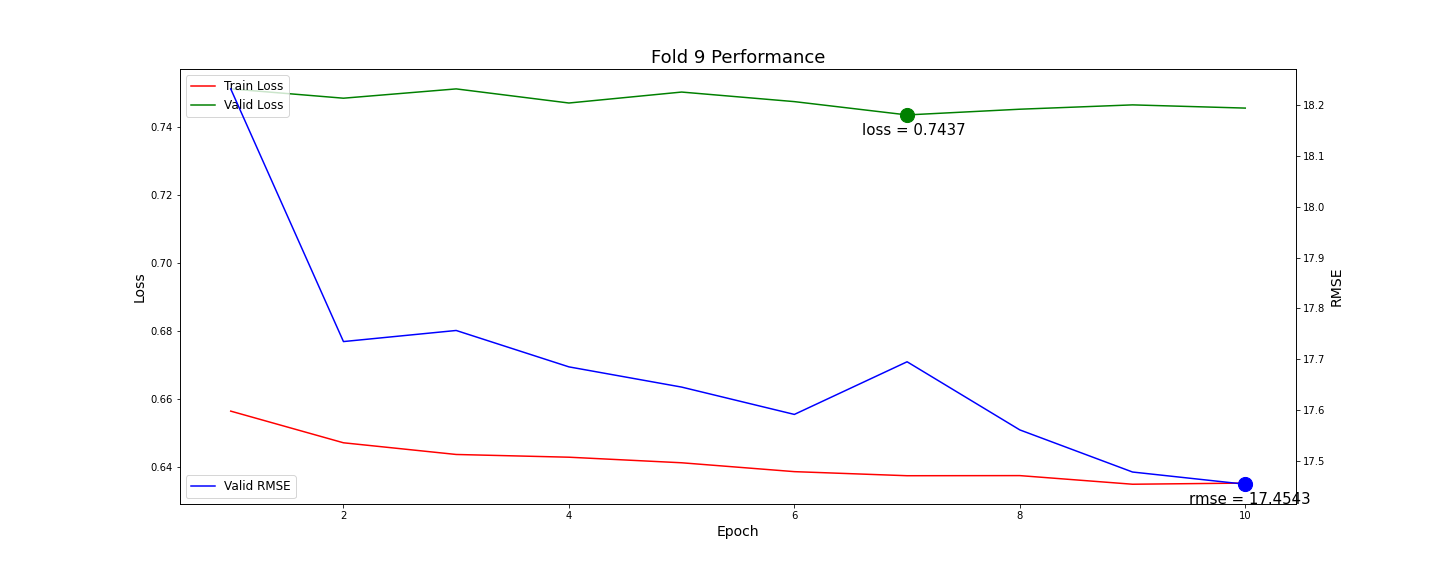 Fold 9 Performance
Train Loss
Valid Loss
Valid RMSE
loss = 0.7437
rmse = 17.4543
Loss
0.74
0.72
0.70
0.68
0.66
0.64
RMSE
18.2
18.1
18.0
17.9
17.8
17.7
17.6
17.5
2 4 6 8 10
Epoch